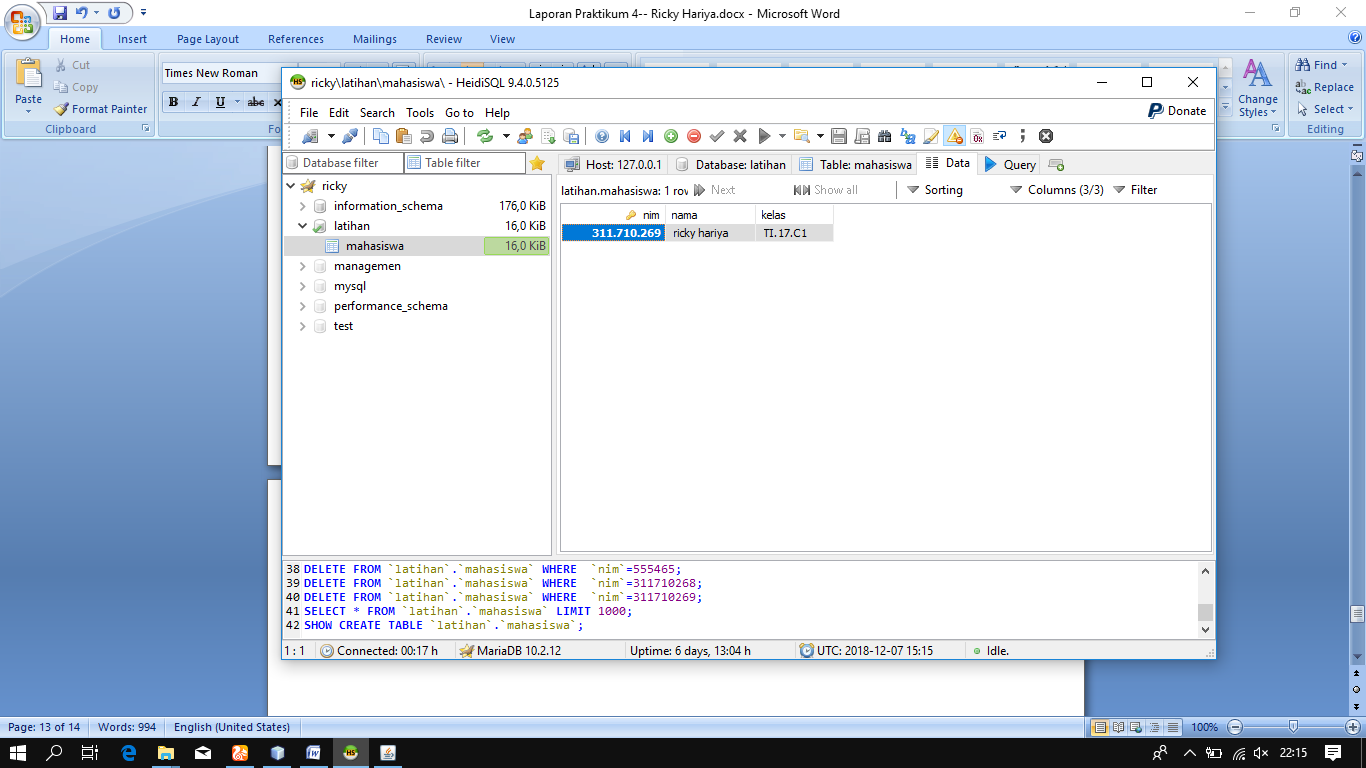 Laporan Praktikum 4-- Ricky Hariya.docx - Microsoft Word
Home Insert Page Layout References Mailings Review View
Paste
Cut
Copy
Format Painter
Clipboard
Times New Roman
B I U abc
Change Styles
Find
Replace
Select
Editing
ricky\latihan\mahasiswa\ - HeidiSQL 9.4.0.5125
File Edit Search Tools Go to Help
Donate
Database filter Table filter
Host: 127.0.0.1 Database: latihan Table: mahasiswa Data Query
ricky
information_schema 176,0 KiB
latihan 16,0 KiB
mahasiswa 16,0 KiB
managemen
mysql
performance_schema
test
latihan.mahasiswa: 1 rov Next Show all Sorting Columns (3/3) Filter
nim nama kelas
311.710.269 ricky hariya TI.17.C1
38 DELETE FROM `latihan`.`mahasiswa` WHERE  `nim`=555465;
39 DELETE FROM `latihan`.`mahasiswa` WHERE  `nim`=311710268;
40 DELETE FROM `latihan`.`mahasiswa` WHERE  `nim`=311710269;
41 SELECT * FROM `latihan`.`mahasiswa` LIMIT 1000;
42 SHOW CREATE TABLE `latihan`.`mahasiswa`;
1 : 1 Connected: 00:17 h MariaDB 10.2.12 Uptime: 6 days, 13:04 h UTC: 2018-12-07 15:15 Idle.
Page: 13 of 14 Words: 994 English (United States) 100%
22:15